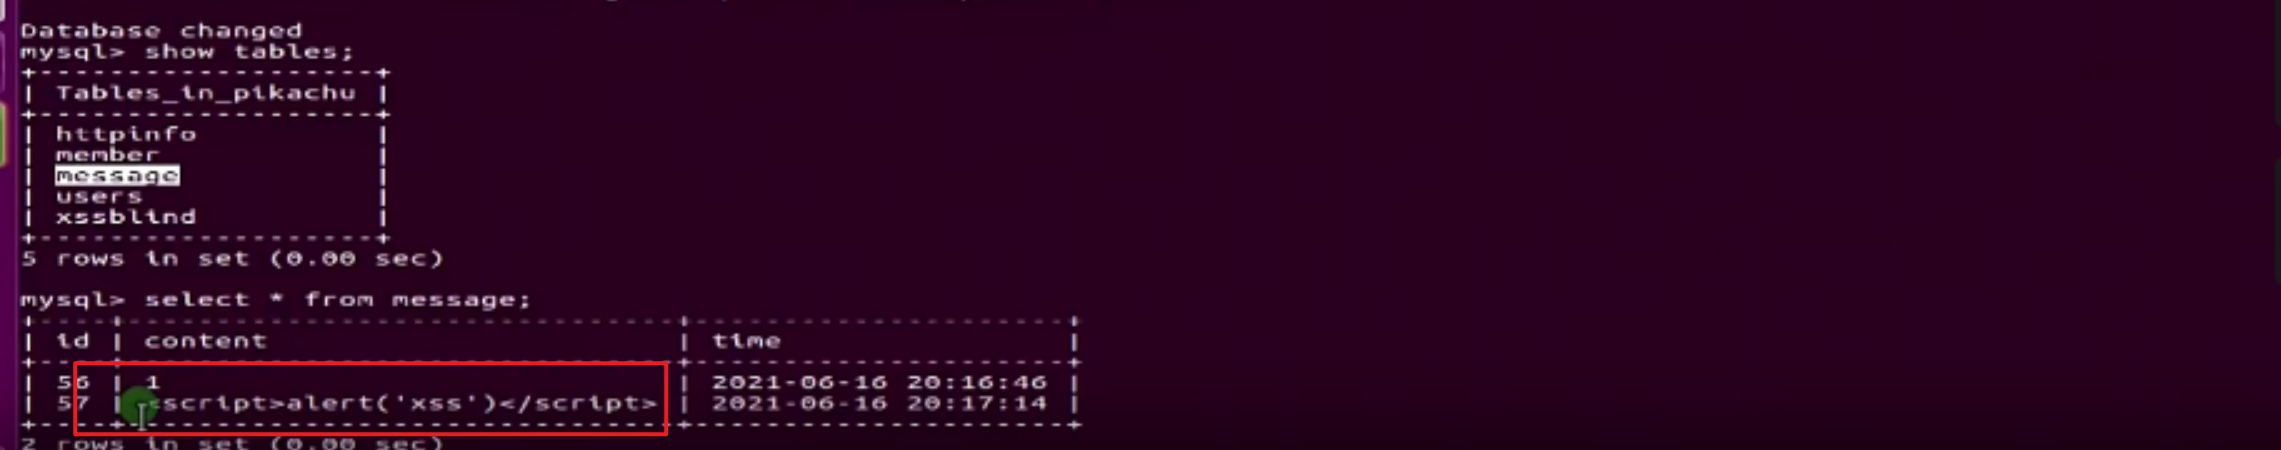 Database changed
mysql> show tables;
+--------------------+
| Tables_in_pikachu |
+--------------------+
| httpinfo |
| member |
| message |
| users |
| xssblind |
+--------------------+
5 rows in set (0.00 sec)
mysql> select * from message;
+----+-------------------------------+---------------------+
| id | content | time |
+----+-------------------------------+---------------------+
| 56 | 1 | 2021-06-16 20:16:46 |
| 57 | <script>alert('xss')</script> | 2021-06-16 20:17:14 |
+----+-------------------------------+---------------------+
2 rows in set (0.00 sec)